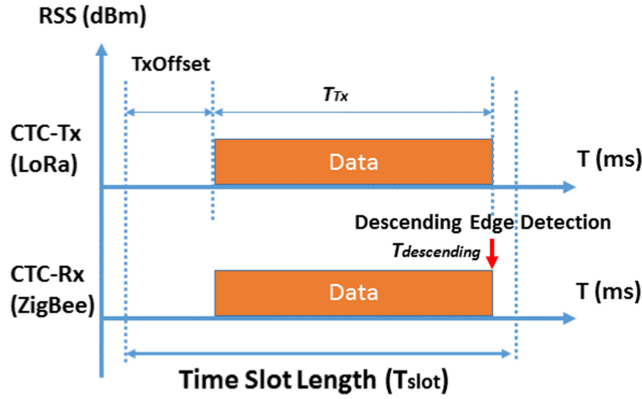 RSS (dBm)
TxOffset
TTx
CTC-Tx
(LoRa)
Data
T (ms)
Descending Edge Detection
Tdescending
CTC-Rx
(ZigBee)
Data
T (ms)
Time Slot Length (Tslot)